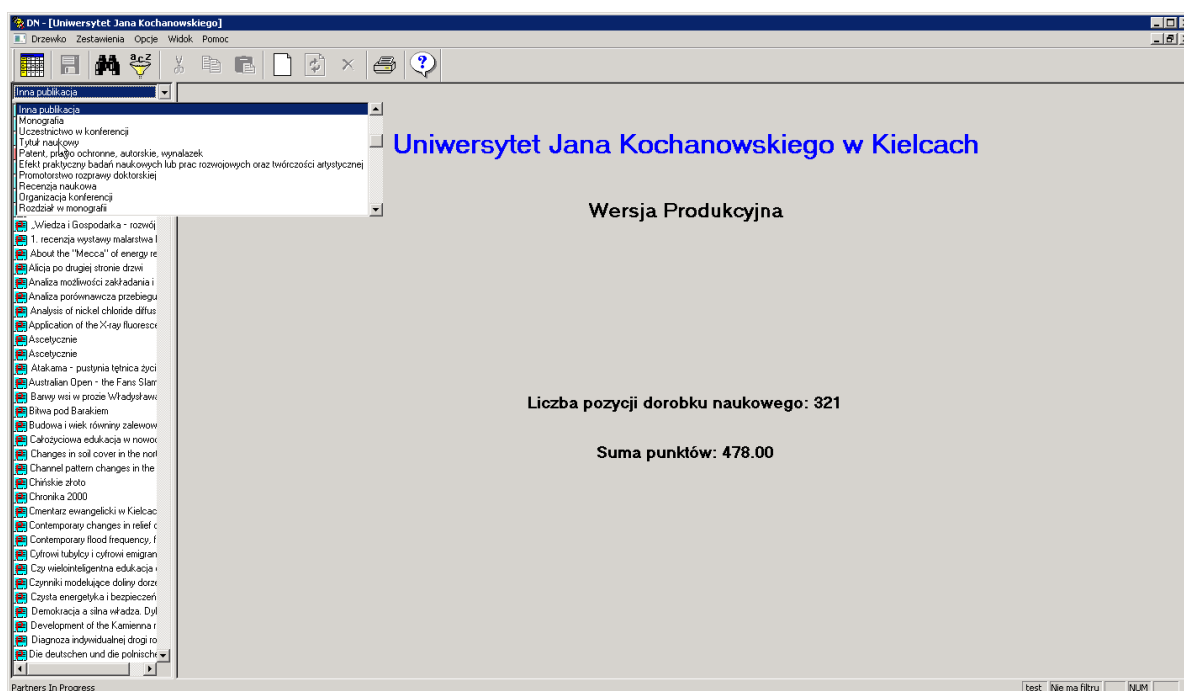 DN - [Uniwersytet Jana Kochanowskiego]
Drzewko Zestawienia Opcje Widok Pomoc
Inna publikacja
Inna publikacja
Monografia
Uczestnictwo w konferencji
Tytuł naukowy
Patent, prawo ochronne, autorskie, wynalazek
Efekt praktyczny badań naukowych lub prac rozwojowych oraz twórczości artystycznej
Promotorstwo rozprawy doktorskiej
Recenzja naukowa
Organizacja konferencji
Rozdział w monografii
Uniwersytet Jana Kochanowskiego w Kielcach
Wersja Produkcyjna
Liczba pozycji dorobku naukowego: 321
Suma punktów: 478.00
„Wiedza i Gospodarka - rozwój
1. recenzja wystawy malarstwa
About the "Mecca" of energy re
Alicja po drugiej stronie drzwi
Analiza możliwości zakładania i
Analiza porównawcza przebiegu
Analysis of nickel chloride diffus
Application of the X-ray fluoresce
Ascetycznie
Ascetycznie
Atakama - pustynia tętnica życi
Australian Open - the Fans Slam
Barwy wsi w prozie Władysława
Bitwa pod Barakiem
Budowa i wiek równiny zalewow
Całożyciowa edukacja w nowoc
Changes in soil cover in the nort
Channel pattern changes in the
Chińskie złoto
Chronika 2000
Cmentarz ewangelicki w Kielcac
Contemporary changes in relief c
Contemporary flood frequency, f
Cyfrowi tubylcy i cyfrowi emigran
Czy wielointeligentna edukacja
Czynniki modelujące doliny dorze
Czysta energetyka i bezpieczeń
Demokracja a silna władza. Dyl
Development of the Kamienna r
Diagnoza indywidualnej drogi ro
Die deutschen und die polnische
Partners In Progress
test Nie ma filtru NUM